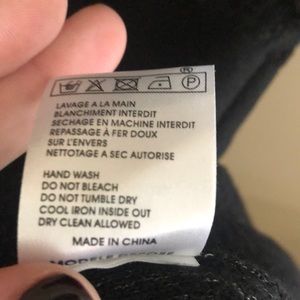 P
LAVAGE A LA MAIN
BLANCHIMENT INTERDIT
SECHAGE EN MACHINE INTERDIT
REPASSAGE À FER DOUX
SUR L'ENVERS
NETTOYAGE A SEC AUTORISE
HAND WASH
DO NOT BLEACH
DO NOT TUMBLE DRY
COOL IRON INSIDE OUT
DRY CLEAN ALLOWED
MADE IN CHINA